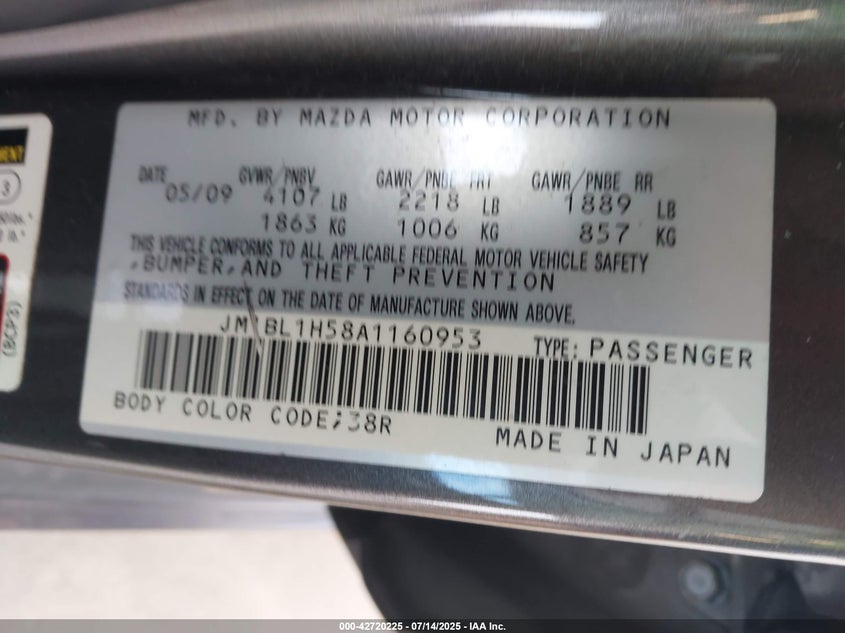 MFD. BY MAZDA MOTOR CORPORATION
DATE GVWR/PNBV GAWR/PNBE FRT GAWR/PNBE RR
05/09 4107 LB 2218 LB 1889 LB
1863 KG 1006 KG 857 KG
THIS VEHICLE CONFORMS TO ALL APPLICABLE FEDERAL MOTOR VEHICLE SAFETY
,BUMPER,AND THEFT PREVENTION
STANDARDS IN EFFECT ON THE DATE OF MANUFACTURE SHOWN ABOVE.
JM BL1H58A1160953 TYPE: PASSENGER
BODY COLOR CODE;38R
MADE IN JAPAN
3
(BCP3)
000-42720225 - 07/14/2025 - IAA Inc.